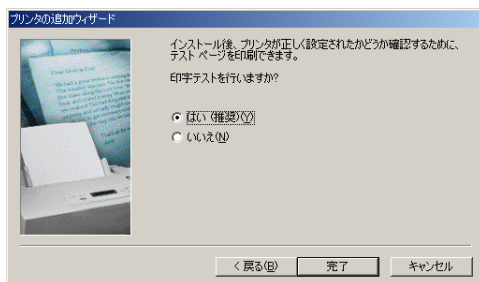 プリンタの追加ウィザード
インストール後、プリンタが正しく設定されたかどうか確認するために、
テスト ページを印刷できます。
印字テストを行いますか?
はい (推奨)(Y)
いいえ(N)
< 戻る(B)
完了
キャンセル